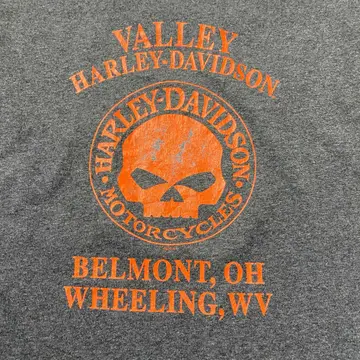 VALLEY
HARLEY-DAVIDSON
·HARLEY-DAVIDSON·
MOTORCYCLES
BELMONT, OH
WHEELING, WV